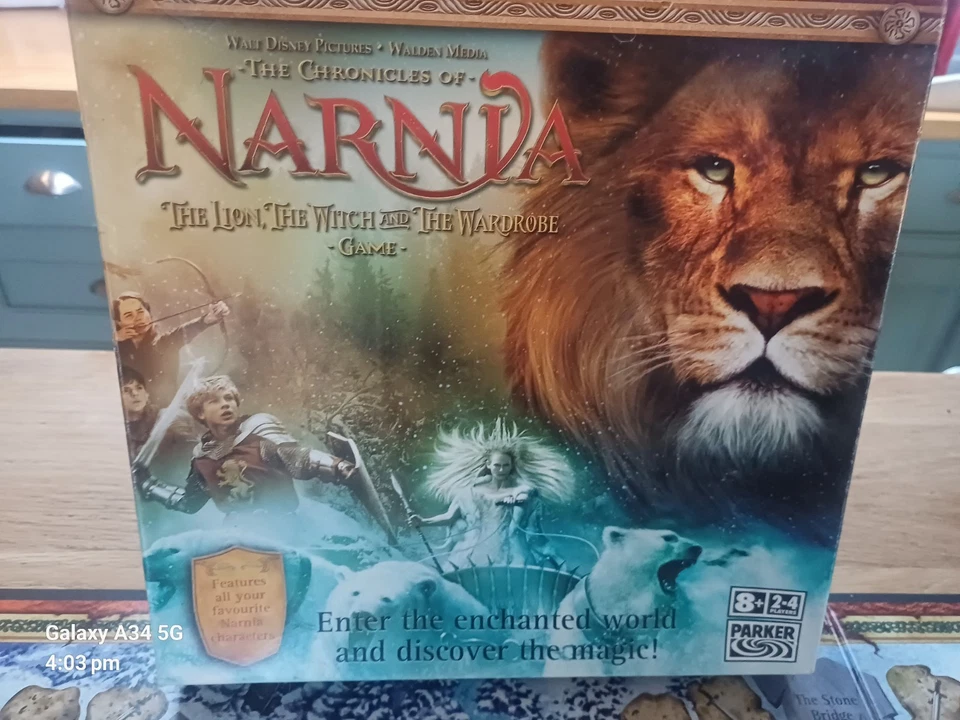 Walt Disney Pictures • Walden Media
- The Chronicles of -
Narnia
The Lion, The Witch and The Wardrobe
- Game -
Features
all your
favourite
Narnia
characters
Enter the enchanted world
and discover the magic!
8+ 2-4
PLAYERS
PARKER
Galaxy A34 5G
4:03 pm
The Stone
Bridge